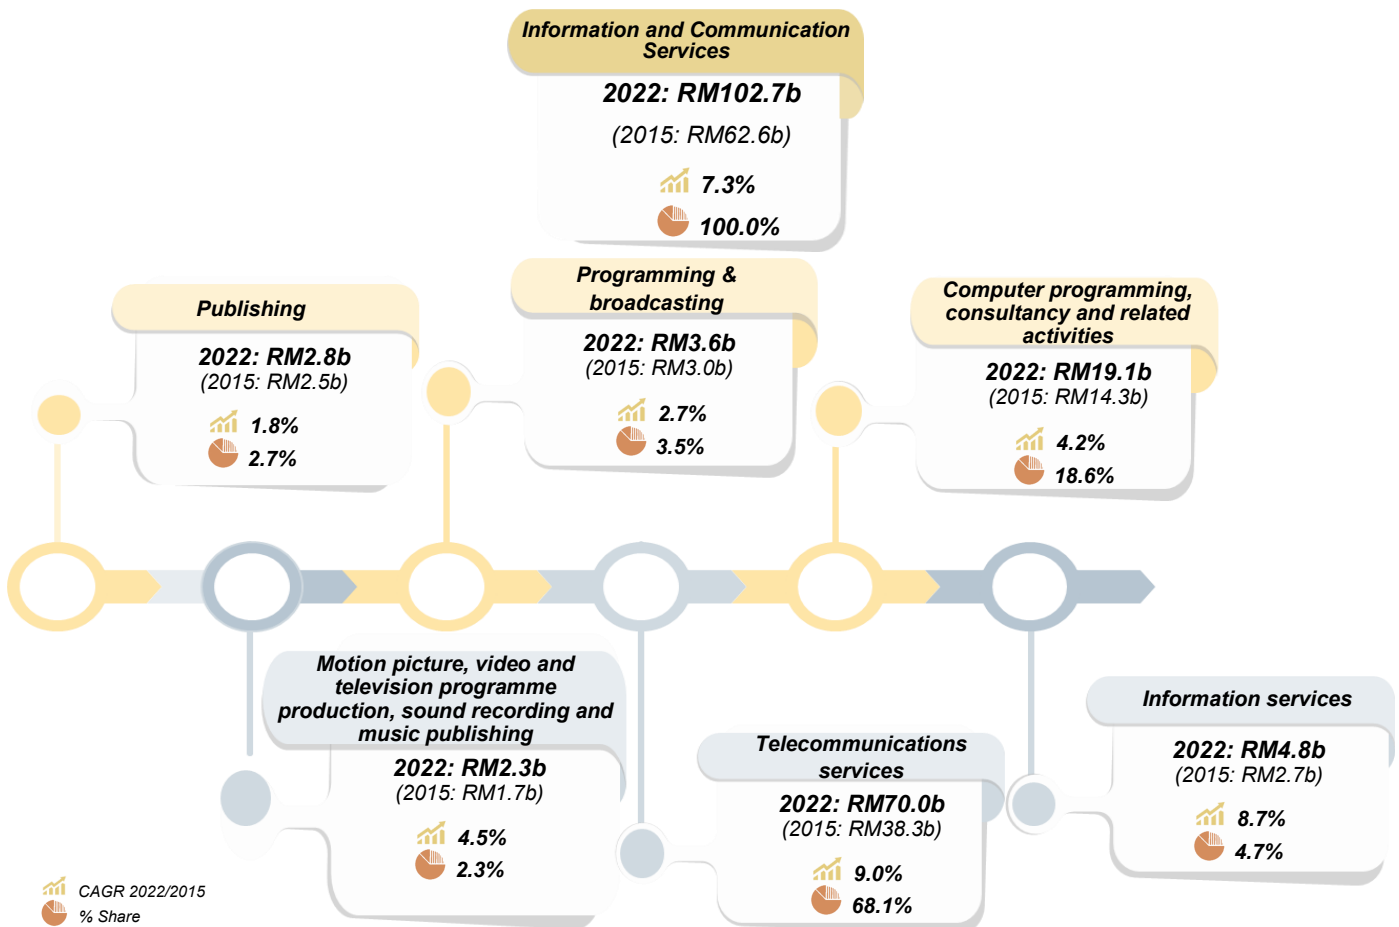 Information and Communication
Services
2022: RM102.7b
(2015: RM62.6b)
7.3%
100.0%
Publishing
2022: RM2.8b
(2015: RM2.5b)
1.8%
2.7%
Programming &
broadcasting
2022: RM3.6b
(2015: RM3.0b)
2.7%
3.5%
Computer programming,
consultancy and related
activities
2022: RM19.1b
(2015: RM14.3b)
4.2%
18.6%
Motion picture, video and
television programme
production, sound recording and
music publishing
2022: RM2.3b
(2015: RM1.7b)
4.5%
2.3%
Telecommunications
services
2022: RM70.0b
(2015: RM38.3b)
9.0%
68.1%
Information services
2022: RM4.8b
(2015: RM2.7b)
8.7%
4.7%
CAGR 2022/2015
% Share